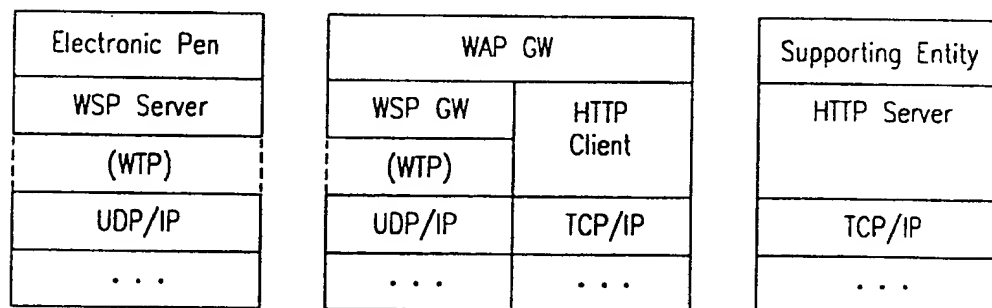 Electronic Pen
WSP Server
(WTP)
UDP/IP
. . .
WAP GW
WSP GW
(WTP)
UDP/IP
. . .
HTTP
Client
TCP/IP
. . .
Supporting Entity
HTTP Server
TCP/IP
. . .